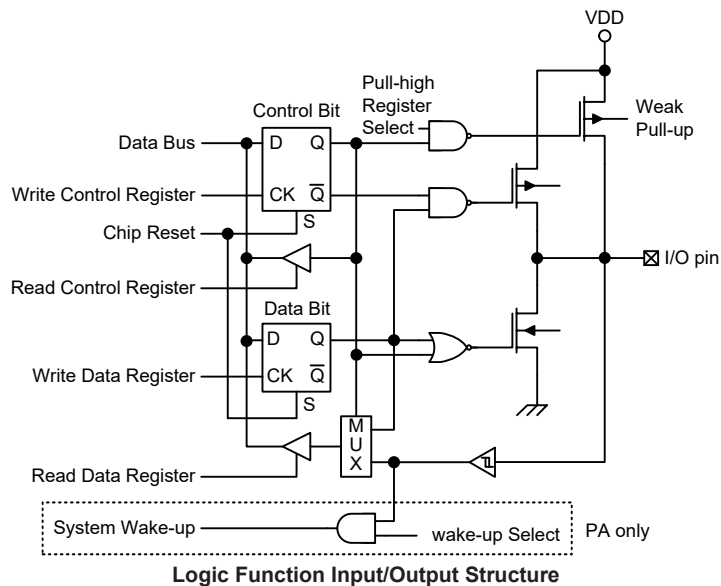 VDD
Pull-high
Register
Select
Weak
Pull-up
Control Bit
Data Bus
D
Q
Write Control Register
CK
Q
S
Chip Reset
I/O pin
Read Control Register
Data Bit
D
Q
Write Data Register
CK
Q
S
M
U
X
Read Data Register
System Wake-up
wake-up Select
PA only
Logic Function Input/Output Structure